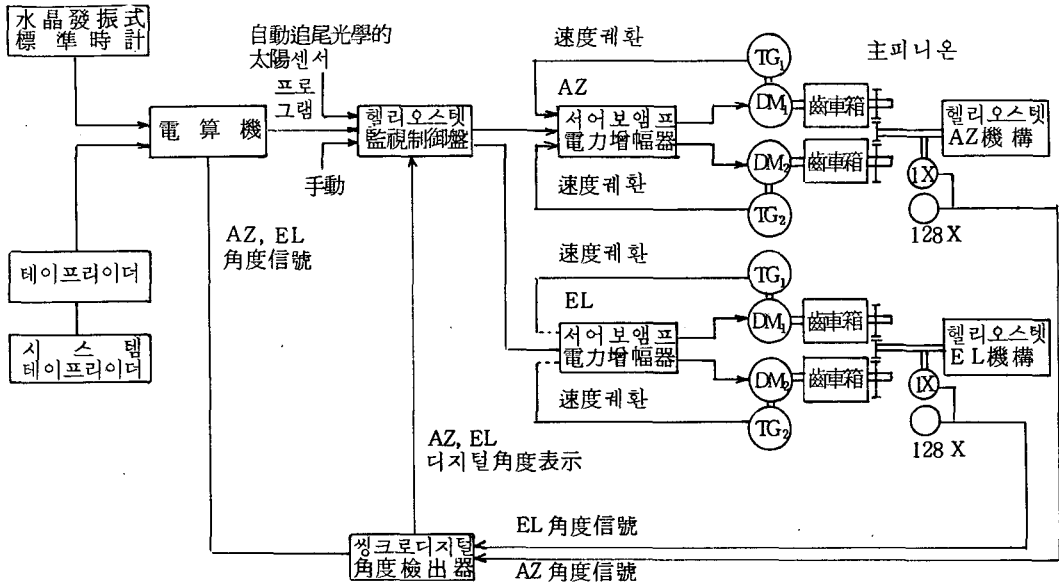 水晶發振式
標準時計
自動追尾光學的
太陽센서
프로
그램
電算機
헬리오스텟
監視制御盤
手動
AZ, EL
角度信號
테이프리이더
시스템
테이프리이더
速度궤환
TG₁
主피니온
AZ
서어보앰프
電力增幅器
DM₁
齒車箱
헬리오스텟
AZ機構
DM₂
齒車箱
1X
速度궤환
TG₂
128X
速度궤환
TG₁
EL
서어보앰프
電力增幅器
DM₁
齒車箱
헬리오스텟
EL機構
DM₂
齒車箱
1X
速度궤환
TG₂
128X
AZ, EL
디지털角度表示
EL角度信號
씽크로디지털
角度檢出器
AZ角度信號